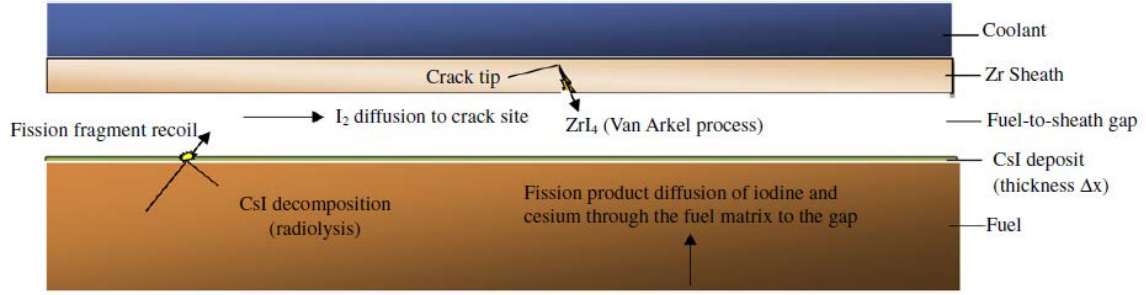 Coolant
Crack tip
Zr Sheath
I₂ diffusion to crack site
ZrI₄ (Van Arkel process)
Fuel-to-sheath gap
Fission fragment recoil
CsI deposit
(thickness Δx)
CsI decomposition
(radiolysis)
Fission product diffusion of iodine and
cesium through the fuel matrix to the gap
Fuel